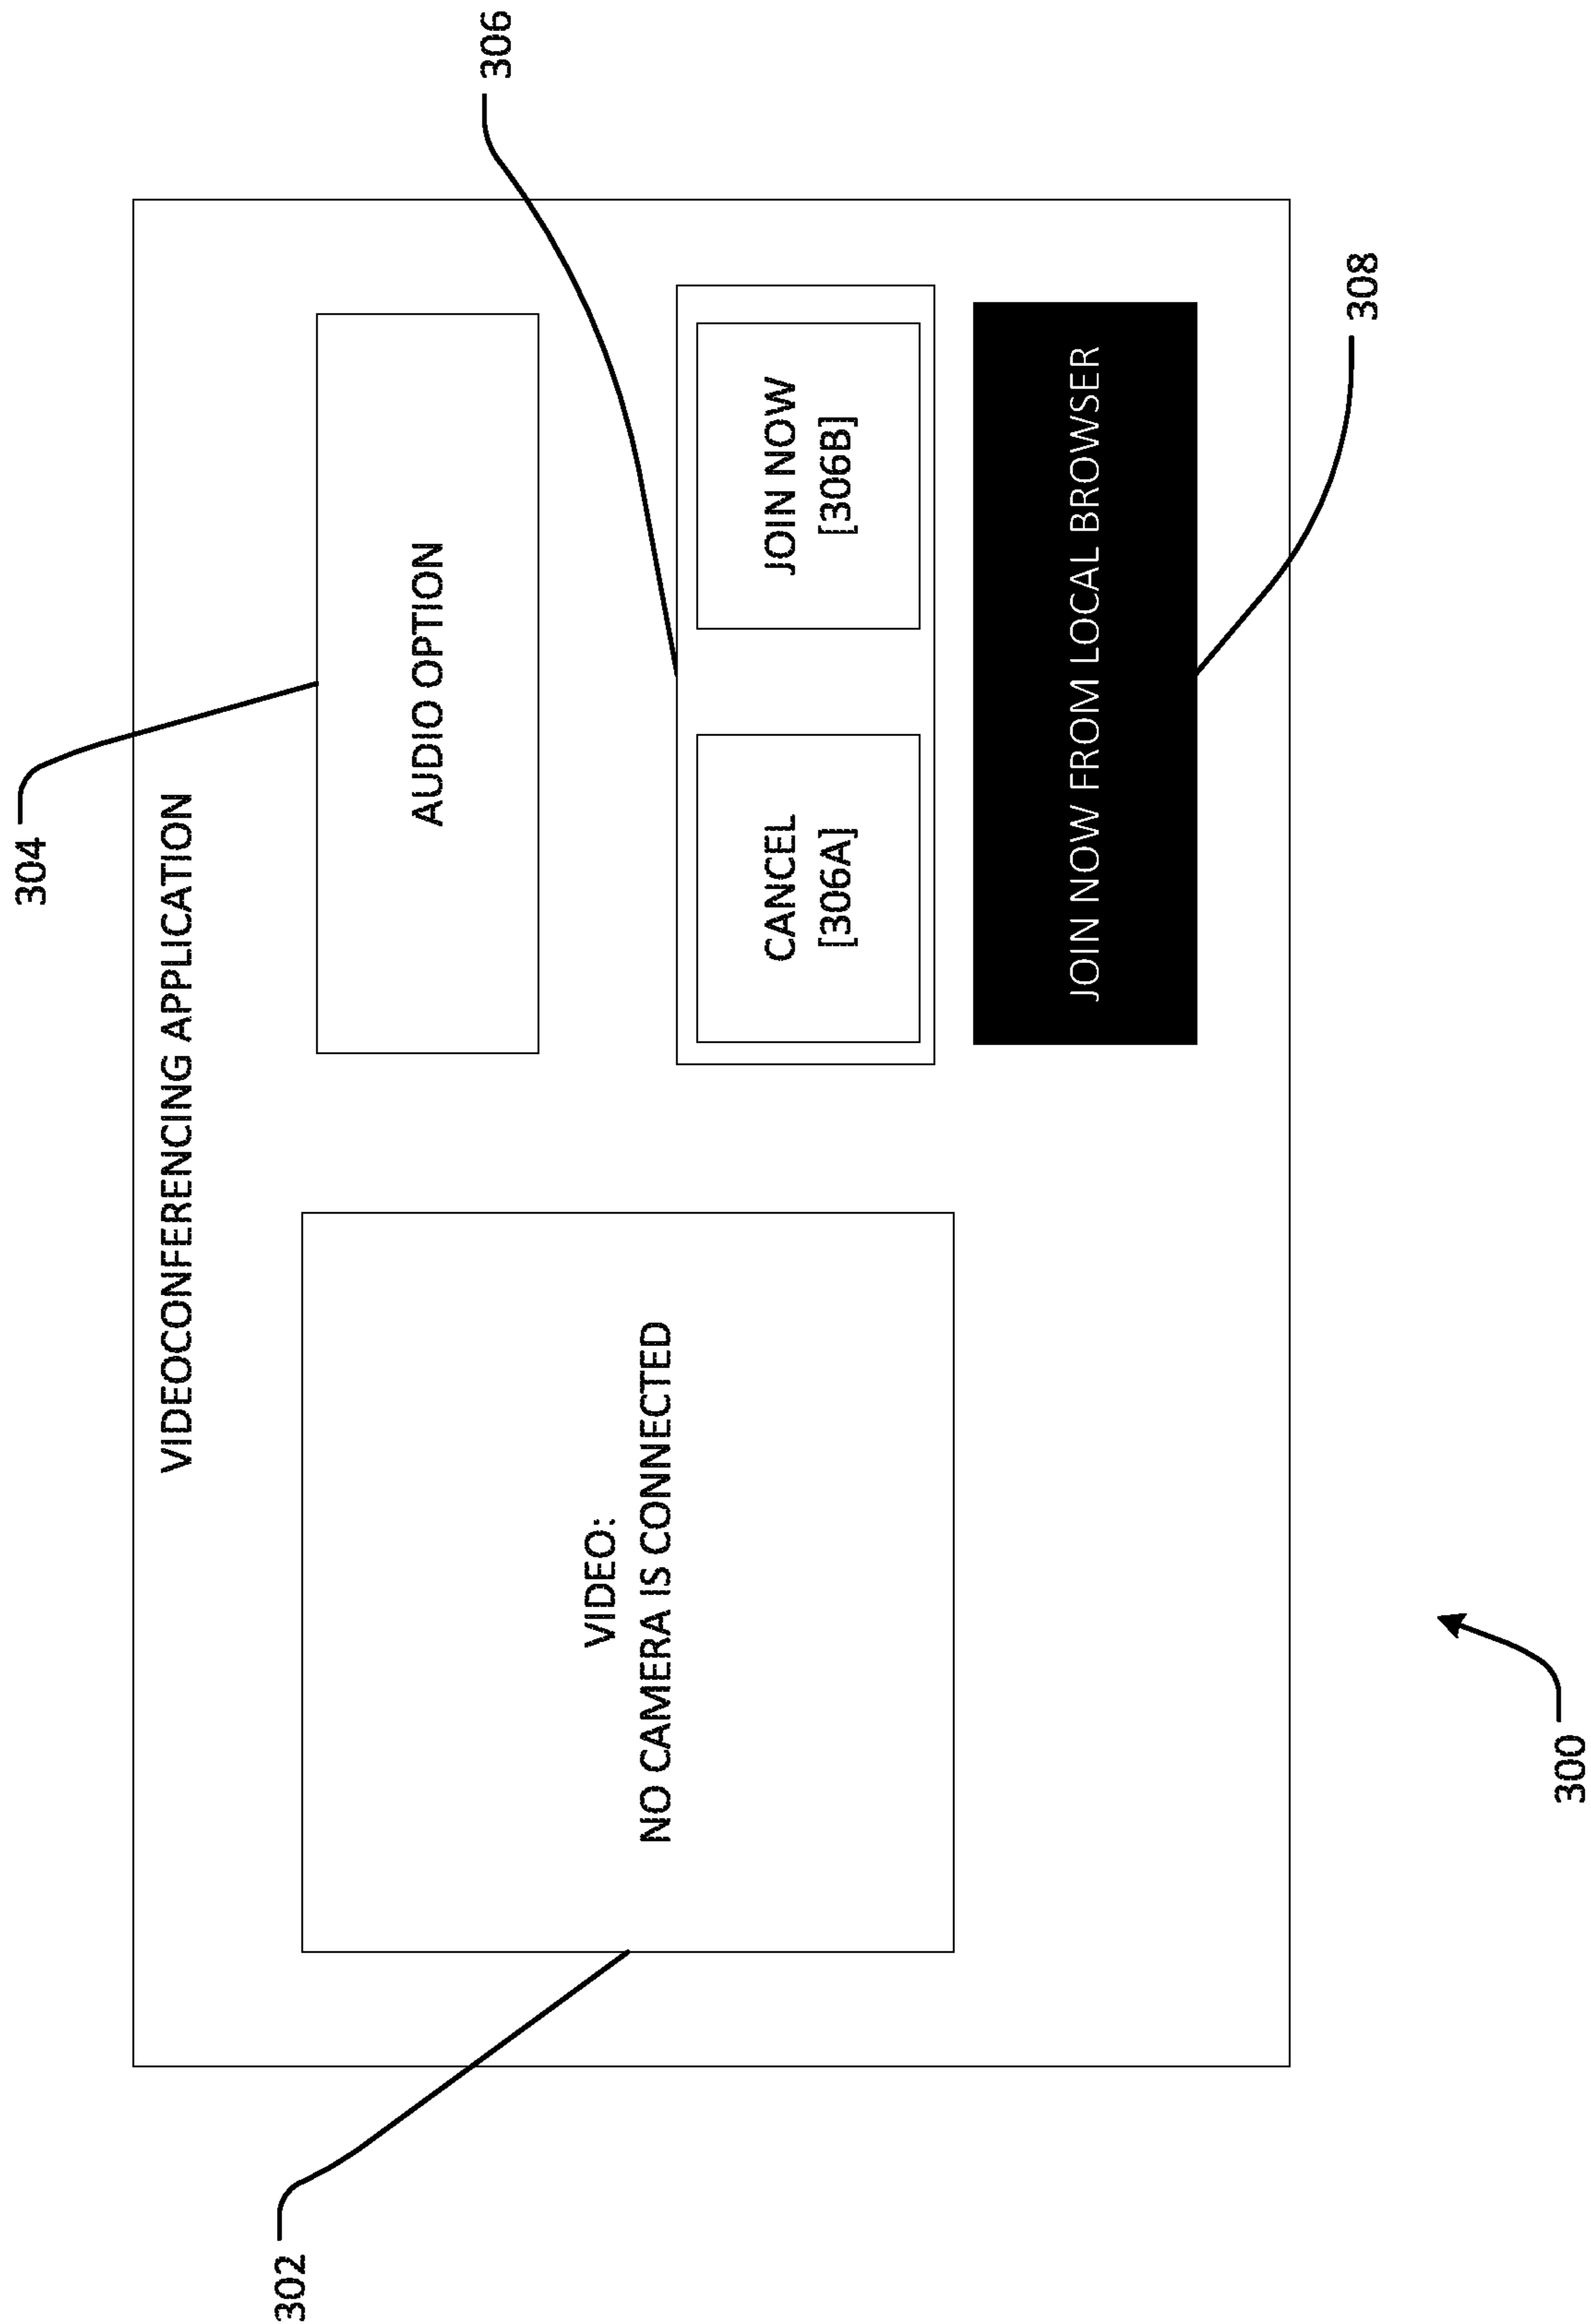 VIDEOCONFERENCING APPLICATION
304
302
VIDEO:
NO CAMERA IS CONNECTED
AUDIO OPTION
306
CANCEL
[306A]
JOIN NOW
[306B]
JOIN NOW FROM LOCAL BROWSER
308
300